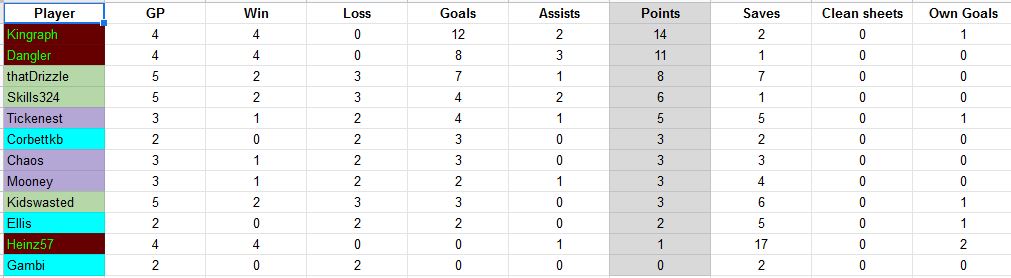 Player GP Win Loss Goals Assists Points Saves Clean sheets Own Goals
Kingraph 4 4 0 12 2 14 2 0 1
Dangler 4 4 0 8 3 11 1 0 0
thatDrizzle 5 2 3 7 1 8 7 0 0
Skills324 5 2 3 4 2 6 1 0 0
Tickenest 3 1 2 4 1 5 5 0 1
Corbettkb 2 0 2 3 0 3 2 0 0
Chaos 3 1 2 3 0 3 3 0 0
Mooney 3 1 2 2 1 3 4 0 0
Kidswasted 5 2 3 3 0 3 6 0 1
Ellis 2 0 2 2 0 2 5 0 1
Heinz57 4 4 0 0 1 1 17 0 2
Gambi 2 0 2 0 0 0 2 0 0